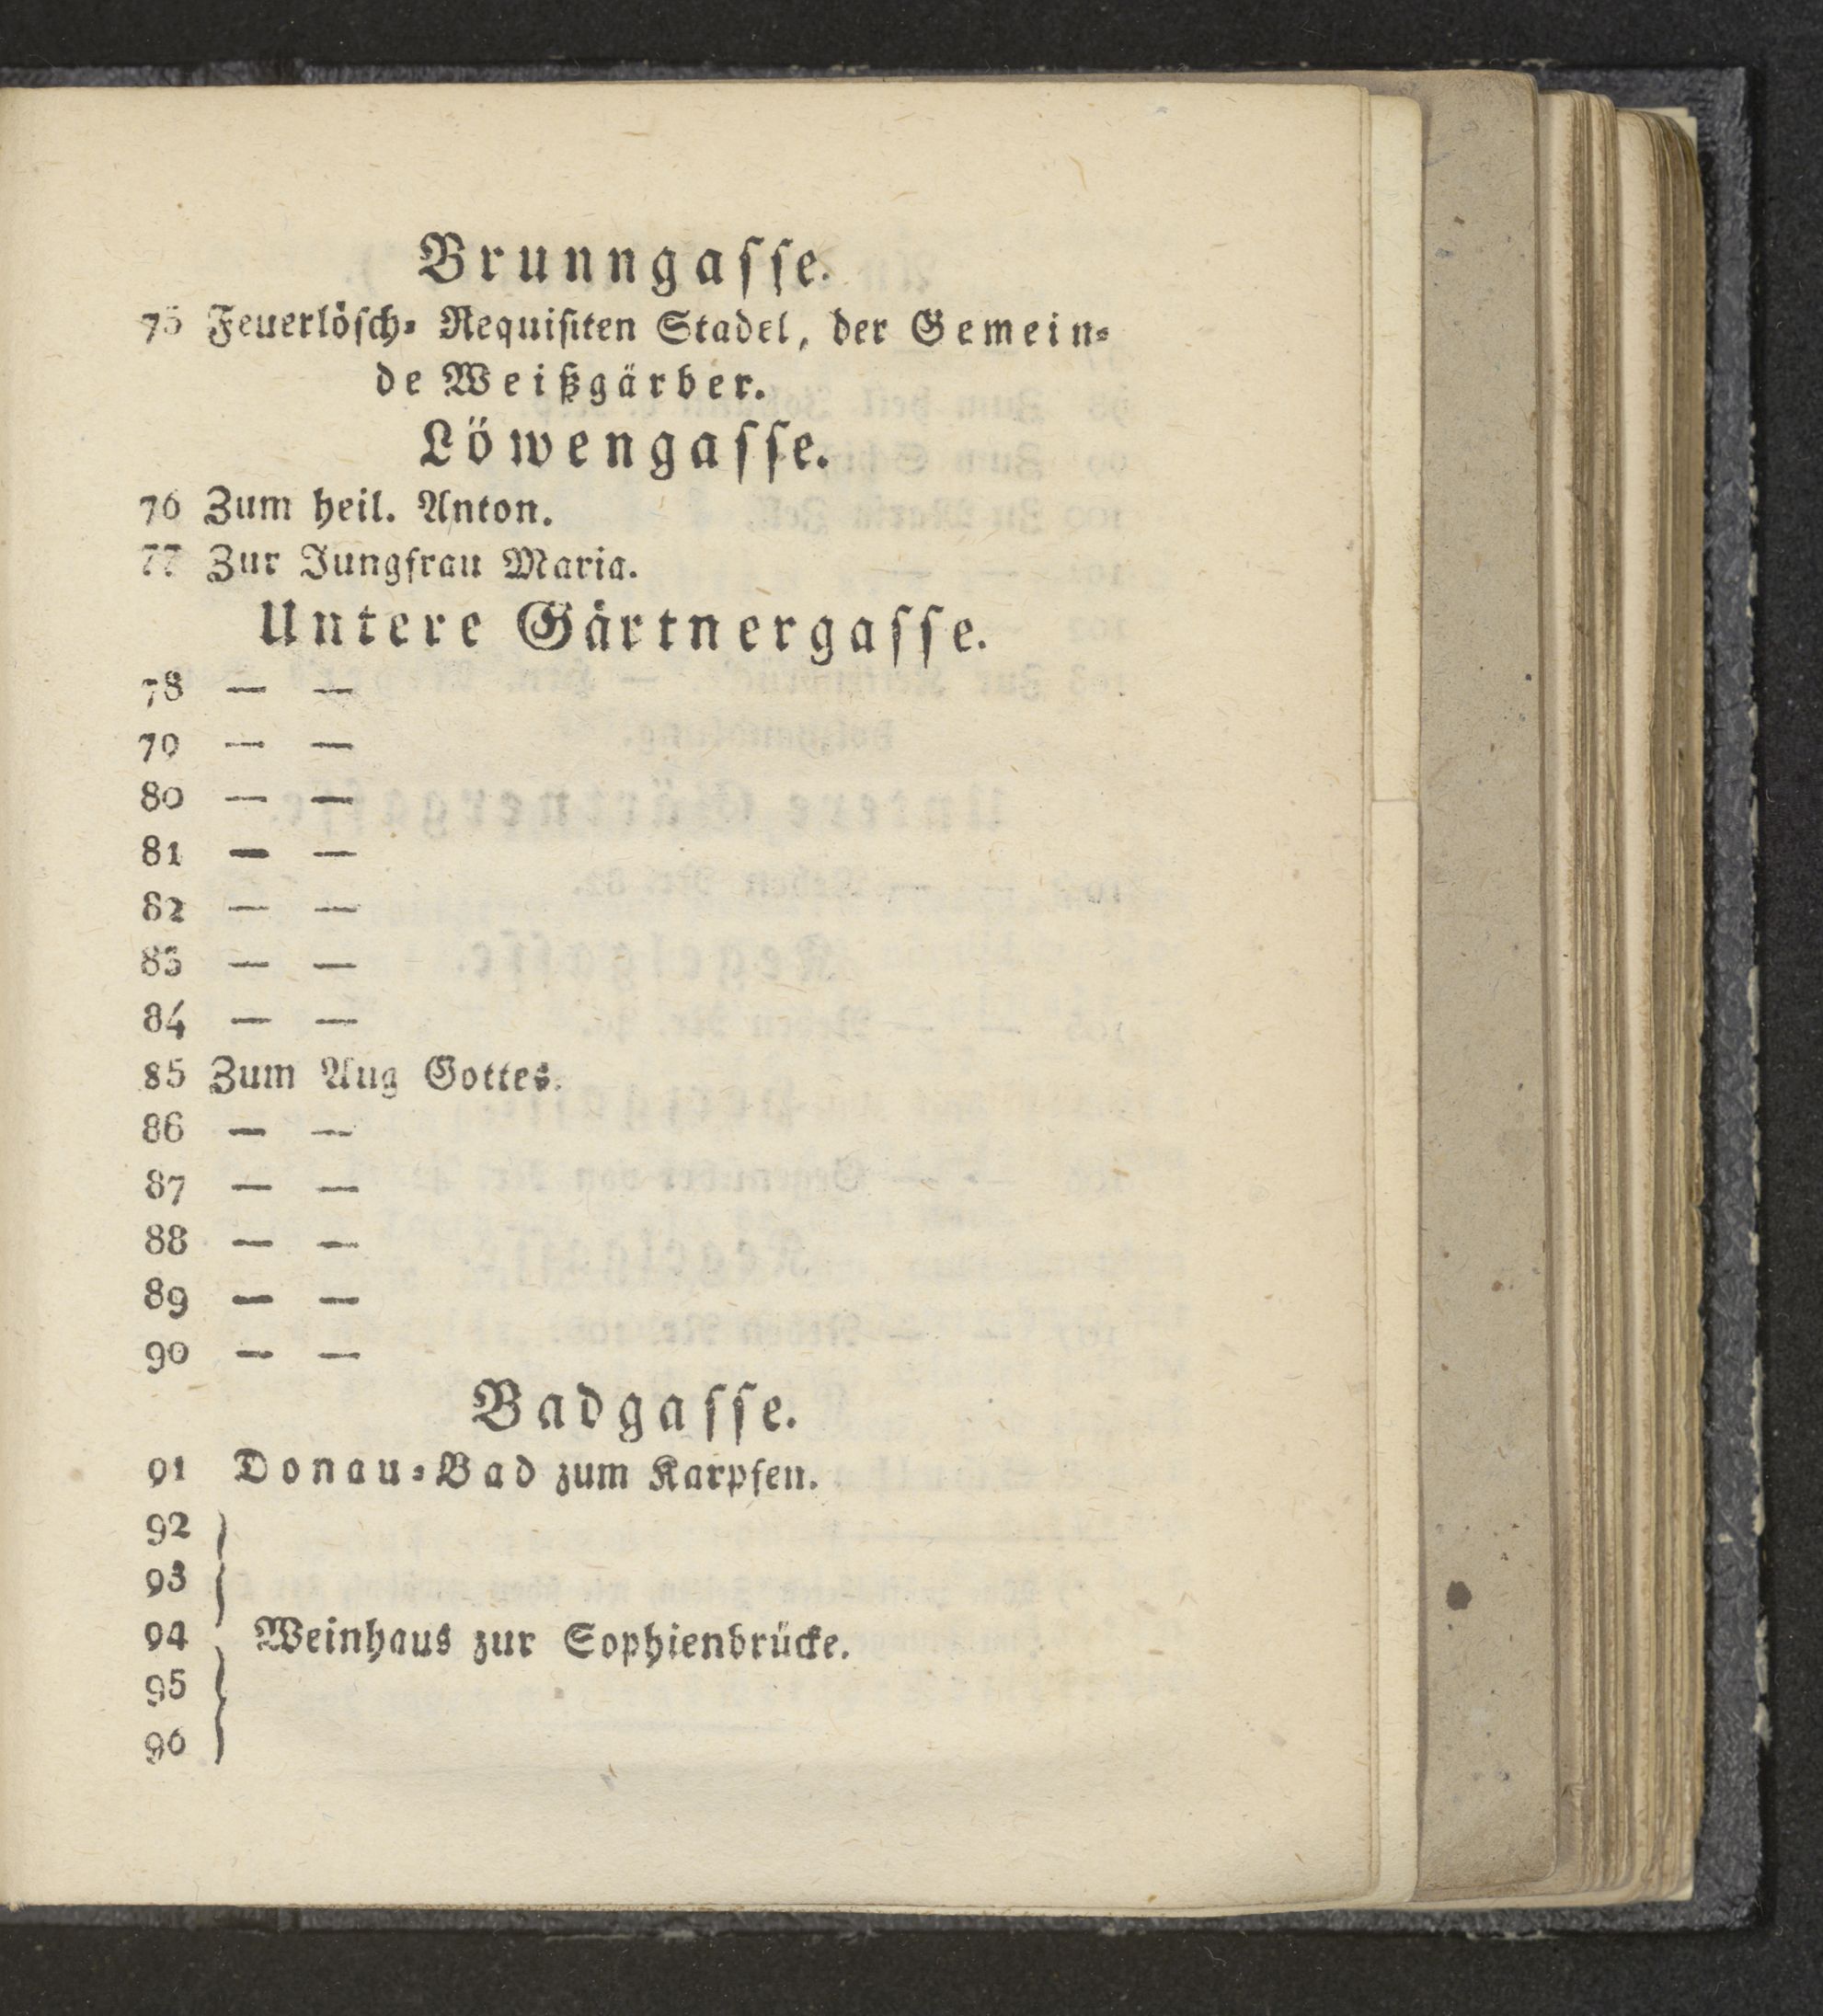 Brunngasse.
75 Feuerlösch- Requisiten Stadel, der Gemein-
de Weißgärber.
Löwengasse.
76 Zum heil. Anton.
77 Zur Jungfrau Maria.
Untere Gärtnergasse.
78 — —
79 — —
80 — —
81 — —
82 — —
83 — —
84 — —
85 Zum Aug Gottes.
86 — —
87 — —
88 — —
89 — —
90 — —
Badgasse.
91 Donau-Bad zum Karpfen.
92
93
94 Weinhaus zur Sophienbrücke.
95
96